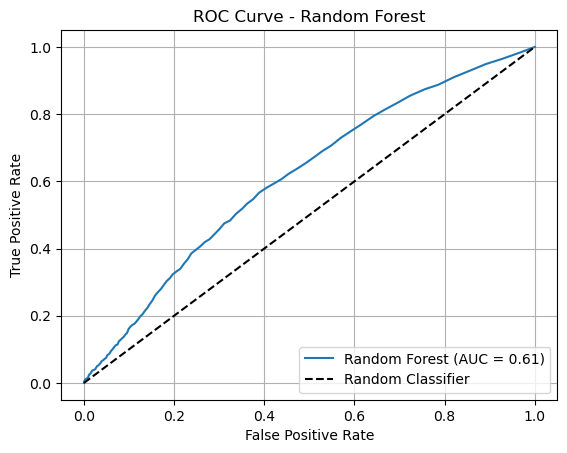 ROC Curve - Random Forest
1.0
0.8
0.6
0.4
0.2
0.0
True Positive Rate
Random Forest (AUC = 0.61)
Random Classifier
0.0 0.2 0.4 0.6 0.8 1.0
False Positive Rate